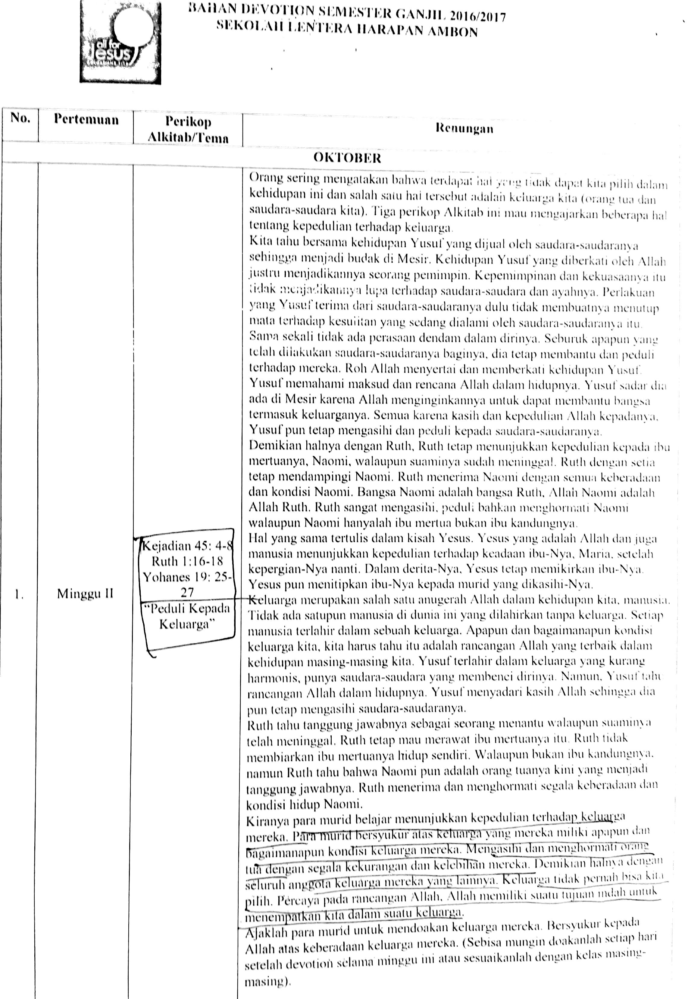 BAHAN DEVOTION SEMESTER GANJIL 2016/2017
SEKOLAH LENTERA HARAPAN AMBON
all for
Jesus
No.
Pertemuan
Perikop
Alkitab/Tema
Renungan
OKTOBER
1.
Minggu II
Kejadian 45: 4-8
Ruth 1:16-18
Yohanes 19: 25-
27
“Peduli Kepada
Keluarga”
Orang sering mengatakan bahwa terdapat hal yang tidak dapat kita pilih dalam
kehidupan ini dan salah satu hal tersebut adalah keluarga kita (orang tua dan
saudara-saudara kita). Tiga perikop Alkitab ini mau mengajarkan beberapa hal
tentang kepedulian terhadap keluarga.
Kita tahu bersama kehidupan Yusuf yang dijual oleh saudara-saudaranya
sehingga menjadi budak di Mesir. Kehidupan Yusuf yang diberkati oleh Allah
justru menjadikannya seorang pemimpin. Kepemimpinan dan kekuasaanya itu
tidak menjadikannya lupa terhadap saudara-saudara dan ayahnya. Perlakuan
yang Yusuf terima dari saudara-saudaranya dulu tidak membuatnya menutup
mata terhadap kesulitan yang sedang dialami oleh saudara-saudaranya itu.
Sama sekali tidak ada perasaan dendam dalam dirinya. Seburuk apapun yang
telah dilakukan saudara-saudaranya baginya, dia tetap membantu dan peduli
terhadap mereka. Roh Allah menyertai dan memberkati kehidupan Yusuf.
Yusuf memahami maksud dan rencana Allah dalam hidupnya. Yusuf sadar dia
ada di Mesir karena Allah menginginkannya untuk dapat membantu bangsa
termasuk keluarganya. Semua karena kasih dan kepedulian Allah kepadanya.
Yusuf pun tetap mengasihi dan peduli kepada saudara-saudaranya.
Demikian halnya dengan Ruth, Ruth tetap menunjukkan kepedulian kepada ibu
mertuanya, Naomi, walaupun suaminya sudah meninggal. Ruth dengan setia
tetap mendampingi Naomi. Ruth menerima Naomi dengan semua keberadaan
dan kondisi Naomi. Bangsa Naomi adalah bangsa Ruth, Allah Naomi adalah
Allah Ruth. Ruth sangat mengasihi, peduli bahkan menghormati Naomi
walaupun Naomi hanyalah ibu mertua bukan ibu kandungnya.
Hal yang sama tertulis dalam kisah Yesus. Yesus yang adalah Allah dan juga
manusia menunjukkan kepedulian terhadap keadaan ibu-Nya, Maria, setelah
kepergian-Nya nanti. Dalam derita-Nya, Yesus tetap memikirkan ibu-Nya.
Yesus pun menitipkan ibu-Nya kepada murid yang dikasihi-Nya.
Keluarga merupakan salah satu anugerah Allah dalam kehidupan kita, manusia.
Tidak ada satupun manusia di dunia ini yang dilahirkan tanpa keluarga. Setiap
manusia terlahir dalam sebuah keluarga. Apapun dan bagaimanapun kondisi
keluarga kita, kita harus tahu itu adalah rancangan Allah yang terbaik dalam
kehidupan masing-masing kita. Yusuf terlahir dalam keluarga yang kurang
harmonis, punya saudara-saudara yang membenci dirinya. Namun, Yusuf tahu
rancangan Allah dalam hidupnya. Yusuf menyadari kasih Allah sehingga dia
pun tetap mengasihi saudara-saudaranya.
Ruth tahu tanggung jawabnya sebagai seorang menantu walaupun suaminya
telah meninggal. Ruth tetap mau merawat ibu mertuanya itu. Ruth tidak
membiarkan ibu mertuanya hidup sendiri. Walaupun bukan ibu kandungnya,
namun Ruth tahu bahwa Naomi pun adalah orang tuanya kini yang menjadi
tanggung jawabnya. Ruth menerima dan menghormati segala keberadaan dan
kondisi hidup Naomi.
Kiranya para murid belajar menunjukkan kepedulian terhadap keluarga
mereka. Para murid bersyukur atas keluarga yang mereka miliki apapun dan
bagaimanapun kondisi keluarga mereka. Mengasihi dan menghormati orang
tua dengan segala kekurangan dan kelebihan mereka. Demikian halnya dengan
seluruh anggota keluarga mereka yang lainnya. Keluarga tidak pernah bisa kita
pilih. Percaya pada rancangan Allah, Allah memiliki suatu tujuan indah untuk
menempatkan kita dalam suatu keluarga.
Ajaklah para murid untuk mendoakan keluarga mereka. Bersyukur kepada
Allah atas keberadaan keluarga mereka. (Sebisa mungkin doakanlah setiap hari
setelah devotion selama minggu ini atau sesuaikanlah dengan kelas masing-
masing).